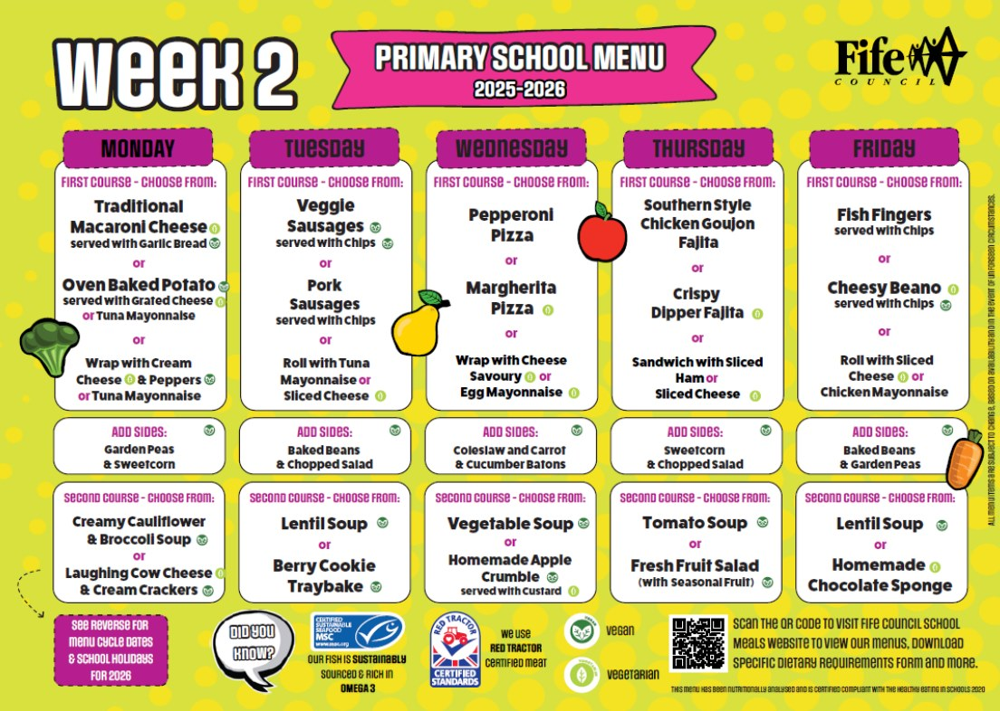 WEEK 2
PRIMARY SCHOOL MENU
2025-2026
Fife
COUNCIL
MONDAY
FIRST COURSE - CHOOSE FROM:
Traditional
Macaroni Cheese
served with Garlic Bread
or
Oven Baked Potato
served with Grated Cheese
or Tuna Mayonnaise
or
Wrap with Cream
Cheese & Peppers
or Tuna Mayonnaise
ADD SIDES:
Garden Peas
& Sweetcorn
SECOND COURSE - CHOOSE FROM:
Creamy Cauliflower
& Broccoli Soup
or
Laughing Cow Cheese
& Cream Crackers
TUESDAY
FIRST COURSE - CHOOSE FROM:
Veggie
Sausages
served with Chips
or
Pork
Sausages
served with Chips
or
Roll with Tuna
Mayonnaise or
Sliced Cheese
ADD SIDES:
Baked Beans
& Chopped Salad
SECOND COURSE - CHOOSE FROM:
Lentil Soup
or
Berry Cookie
Traybake
WEDNESDAY
FIRST COURSE - CHOOSE FROM:
Pepperoni
Pizza
or
Margherita
Pizza
or
Wrap with Cheese
Savoury or
Egg Mayonnaise
ADD SIDES:
Coleslaw and Carrot
& Cucumber Batons
SECOND COURSE - CHOOSE FROM:
Vegetable Soup
or
Homemade Apple
Crumble
served with Custard
THURSDAY
FIRST COURSE - CHOOSE FROM:
Southern Style
Chicken Goujon
Fajita
or
Crispy
Dipper Fajita
or
Sandwich with Sliced
Ham or
Sliced Cheese
ADD SIDES:
Sweetcorn
& Chopped Salad
SECOND COURSE - CHOOSE FROM:
Tomato Soup
or
Fresh Fruit Salad
(with Seasonal Fruit)
FRIDAY
FIRST COURSE - CHOOSE FROM:
Fish Fingers
served with Chips
or
Cheesy Beano
served with Chips
or
Roll with Sliced
Cheese or
Chicken Mayonnaise
ADD SIDES:
Baked Beans
& Garden Peas
SECOND COURSE - CHOOSE FROM:
Lentil Soup
or
Homemade
Chocolate Sponge
ALL MENU ITEMS ARE SUBJECT TO CHANGE, BASED ON AVAILABILITY AND IN THE EVENT OF UNFORSEEN CIRCUMSTANCES.
SEE REVERSE FOR
MENU CYCLE DATES
& SCHOOL HOLIDAYS
FOR 2026
DID YOU
KNOW?
CERTIFIED
SUSTAINABLE
SEAFOOD
MSC
www.msc.org
OUR FISH IS SUSTAINABLY
SOURCED & RICH IN
OMEGA 3
RED TRACTOR
CERTIFIED
STANDARDS
WE USE
RED TRACTOR
CERTIFIED MEAT
VEGAN
VEGETARIAN
SCAN THE QR CODE TO VISIT FIFE COUNCIL SCHOOL
MEALS WEBSITE TO VIEW OUR MENUS, DOWNLOAD
SPECIFIC DIETARY REQUIREMENTS FORM AND MORE.
THIS MENU HAS BEEN NUTRITIONALLY ANALYSED AND IS CERTIFIED COMPLIANT WITH THE HEALTHY EATING IN SCHOOLS 2020